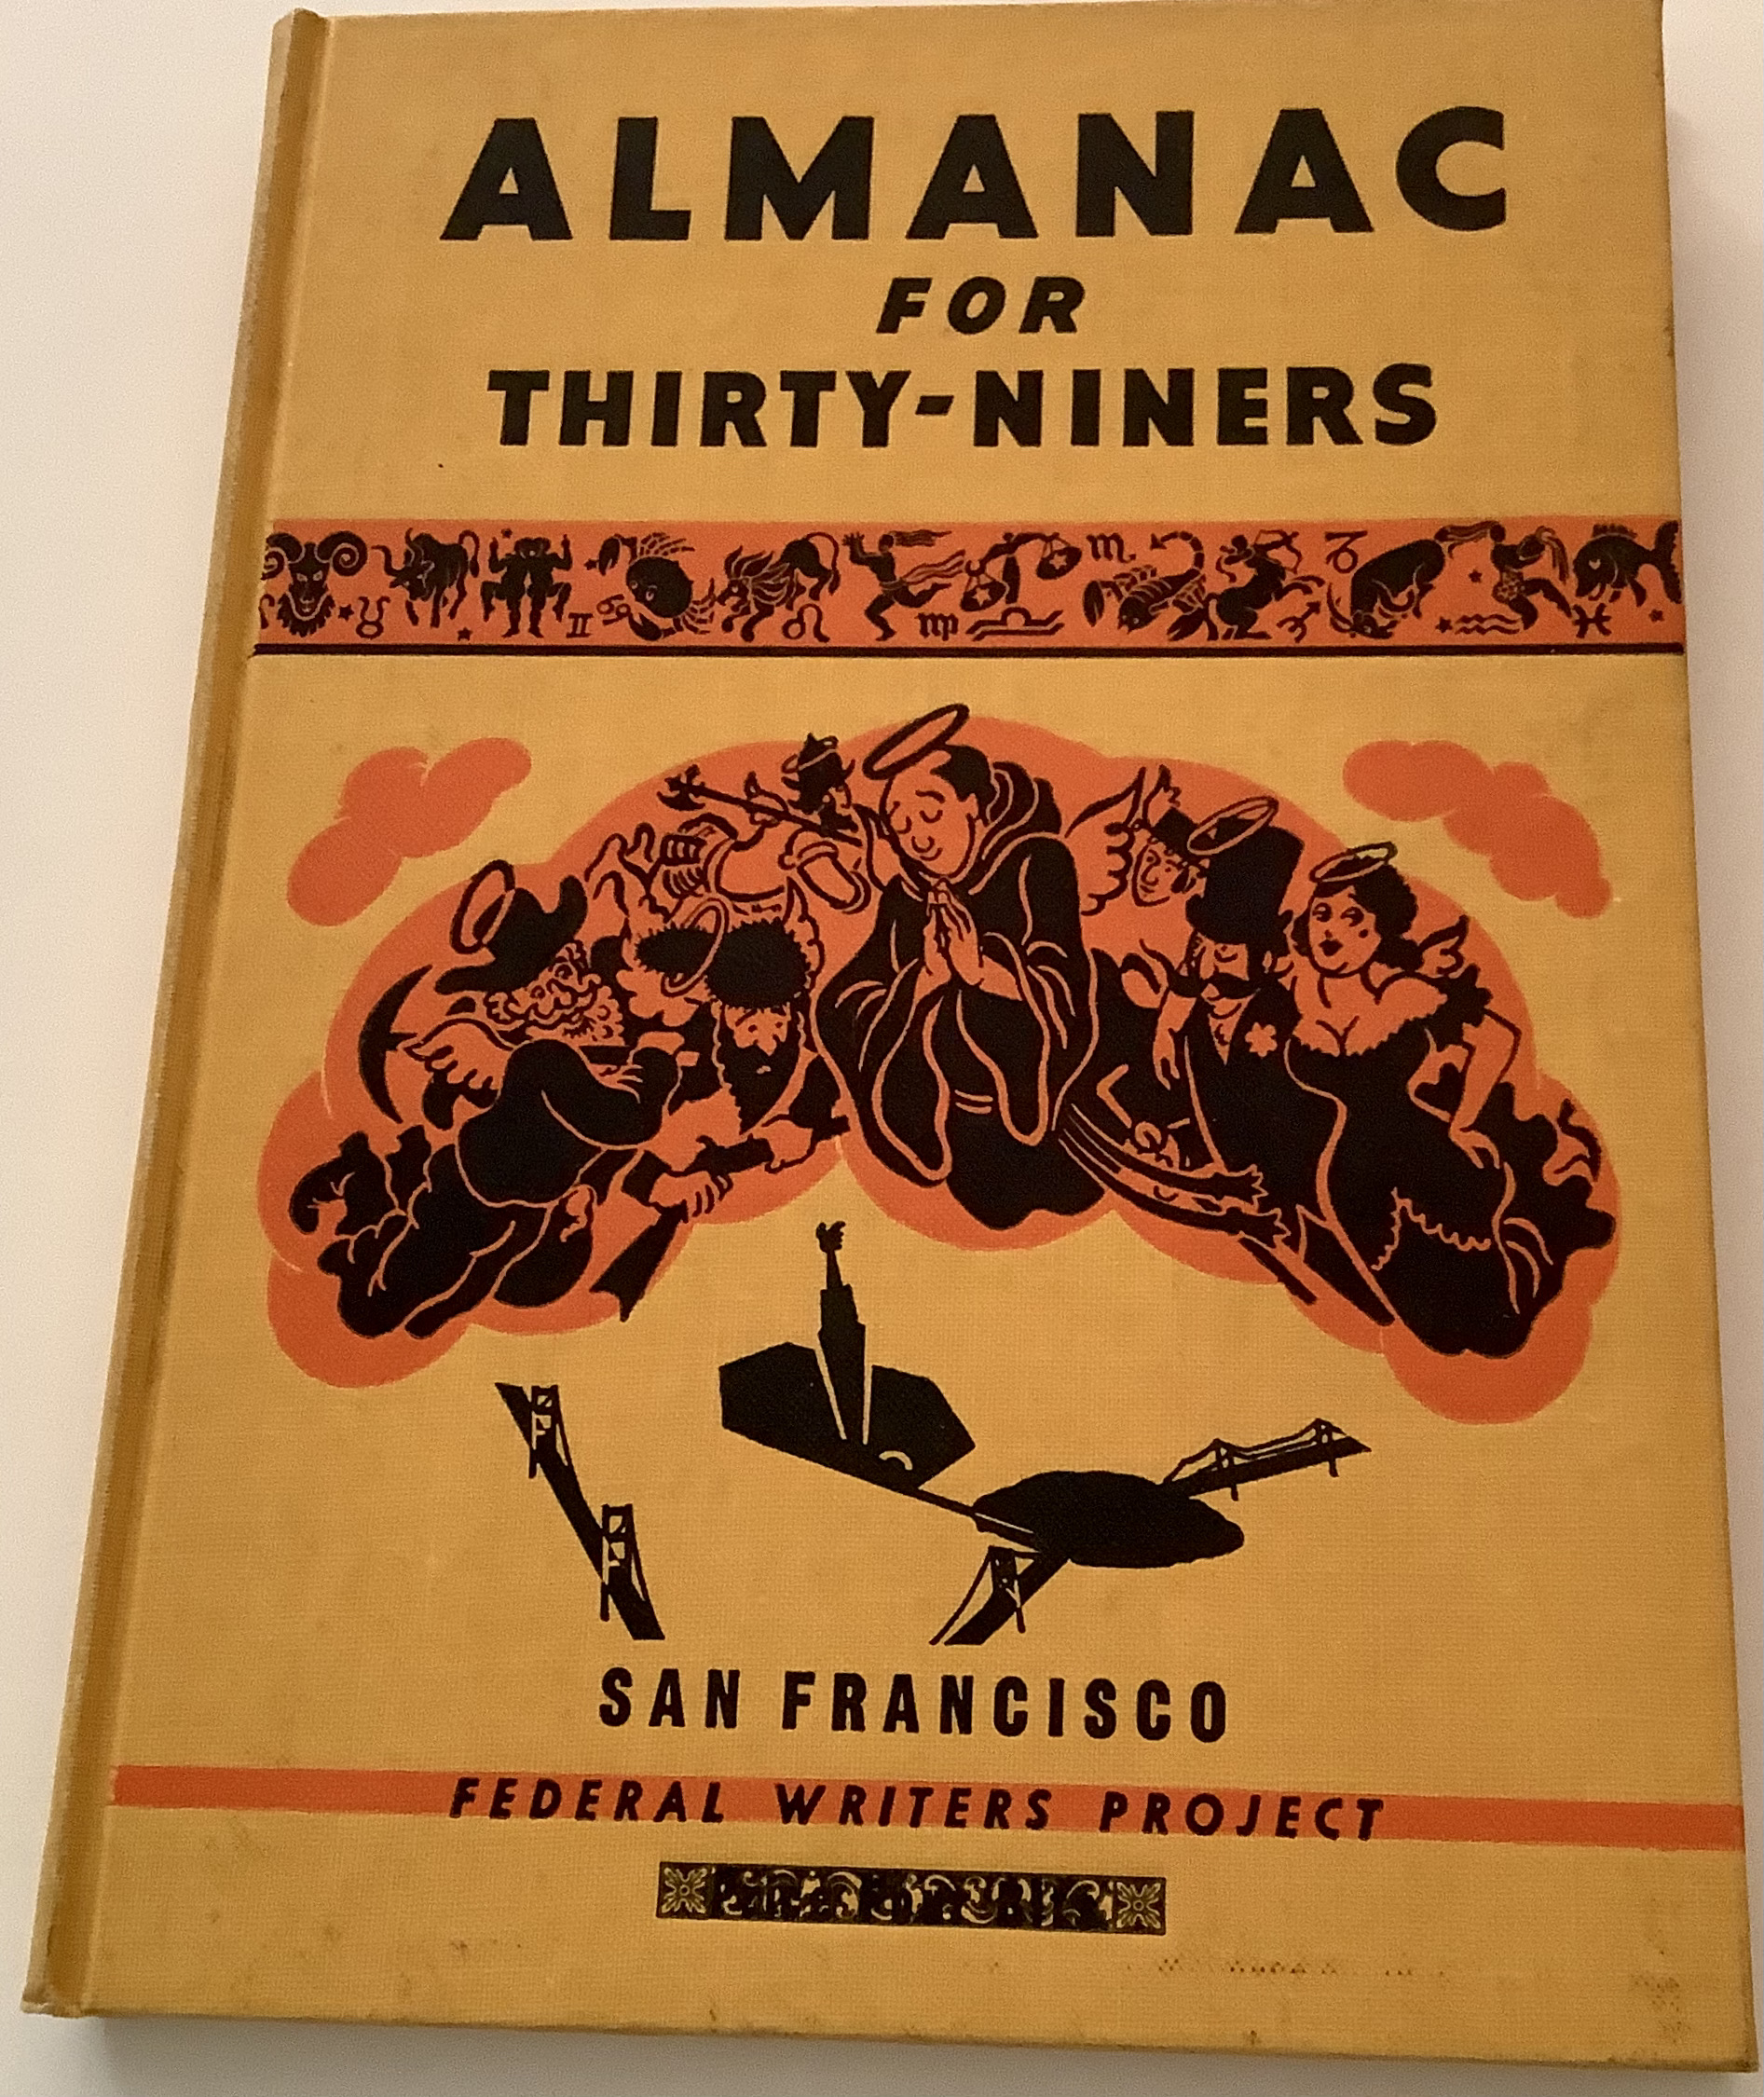 ALMANAC
FOR
THIRTY-NINERS
SAN FRANCISCO
FEDERAL WRITERS PROJECT